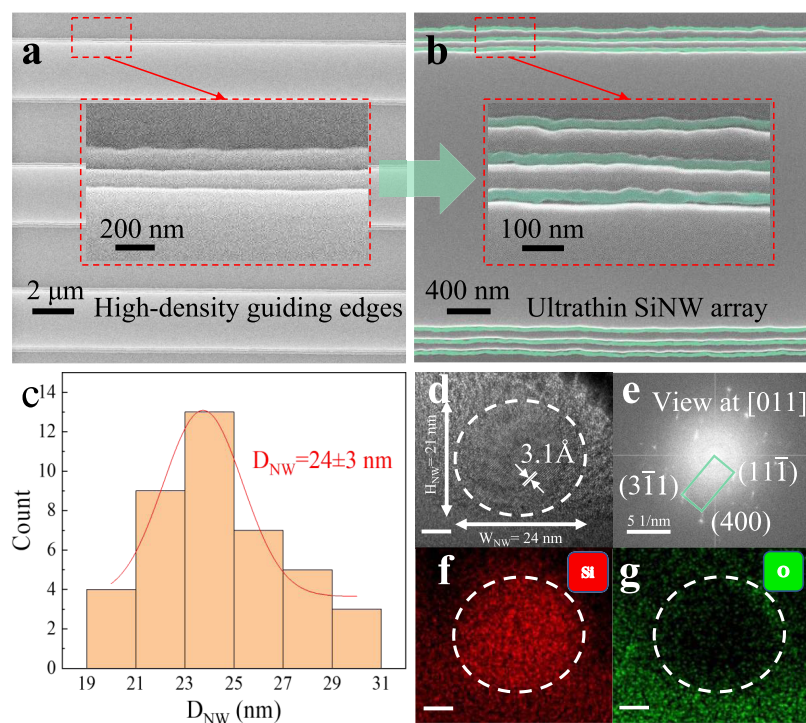 a
200 nm
2 μm
High-density guiding edges
b
100 nm
400 nm
Ultrathin SiNW array
c
D_NW=24±3 nm
Count
14
12
10
8
6
4
2
0
19
21
23
25
27
29
31
D_NW (nm)
d
H_NW= 21 nm
3.1Å
W_NW= 24 nm
e
View at [011]
(31̅1)
(111̅)
(400)
5 1/nm
f
Si
g
O